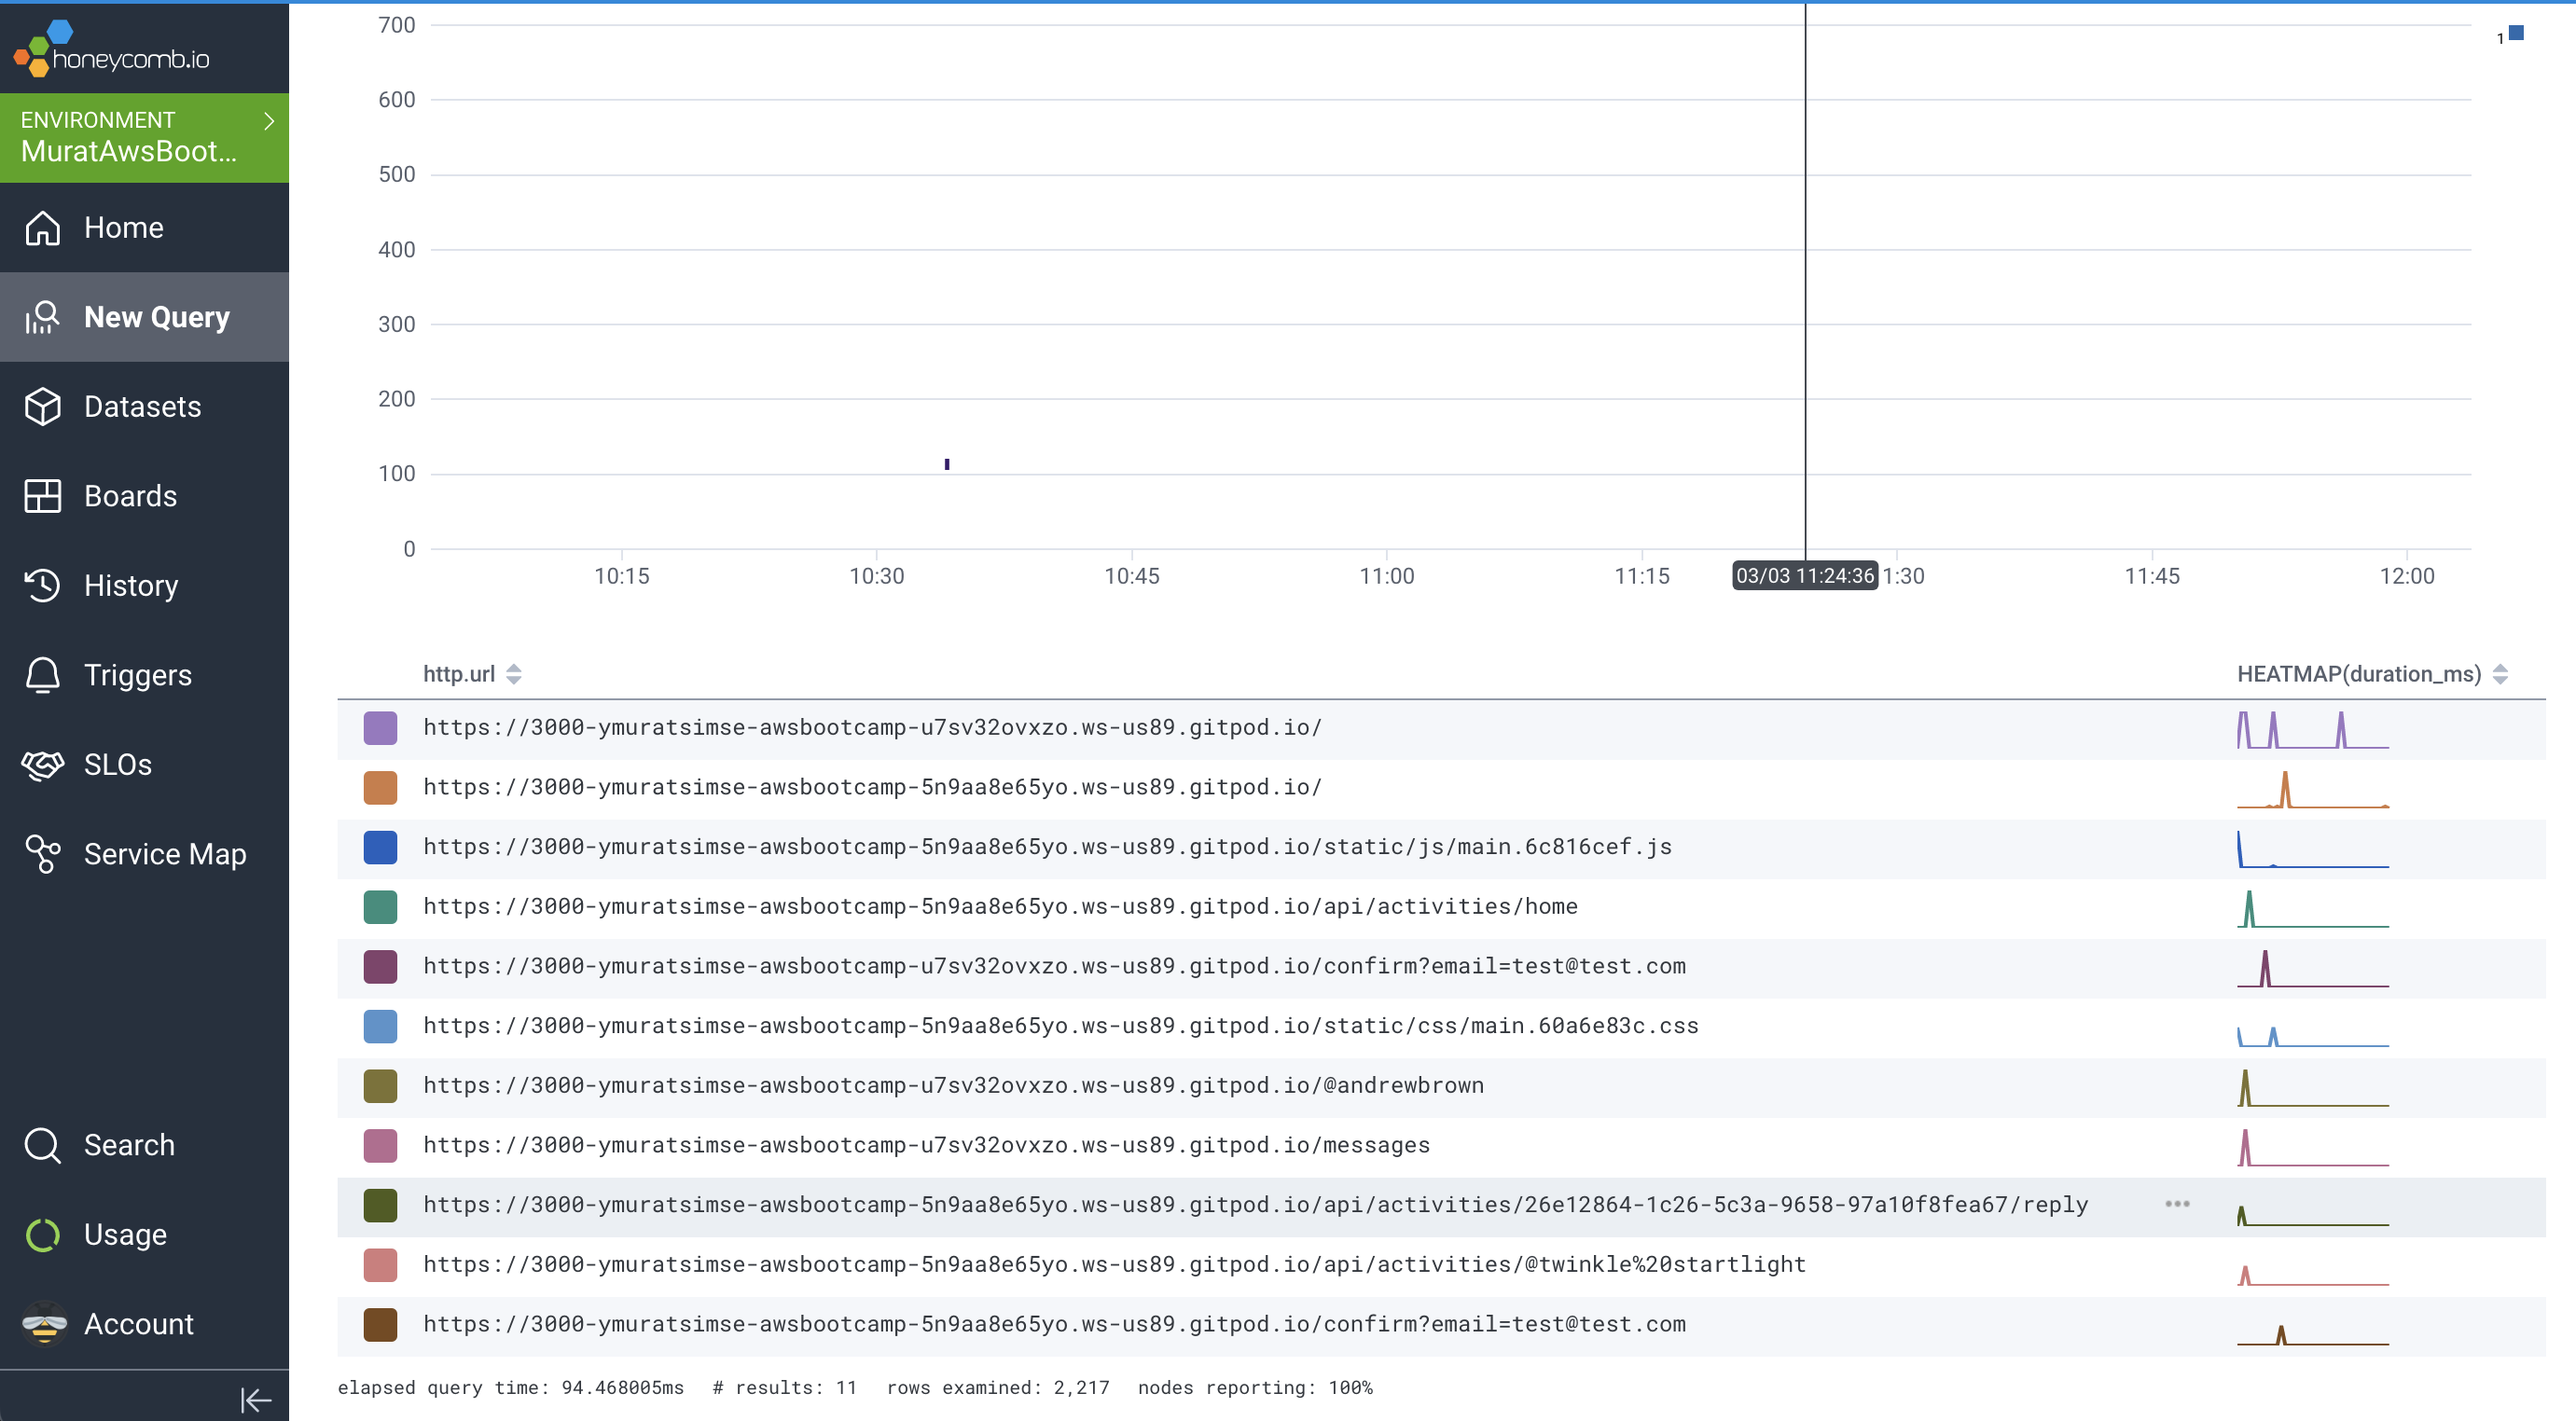 honeycomb.io
ENVIRONMENT
MuratAwsBoot...
Home
New Query
Datasets
Boards
History
Triggers
SLOs
Service Map
Search
Usage
Account
700
600
500
400
300
200
100
0
1
10:15
10:30
10:45
11:00
11:15
03/03 11:24:36
1:30
11:45
12:00
http.url
HEATMAP(duration_ms)
https://3000-ymuratsimse-awsbootcamp-u7sv32ovxzo.ws-us89.gitpod.io/
https://3000-ymuratsimse-awsbootcamp-5n9aa8e65yo.ws-us89.gitpod.io/
https://3000-ymuratsimse-awsbootcamp-5n9aa8e65yo.ws-us89.gitpod.io/static/js/main.6c816cef.js
https://3000-ymuratsimse-awsbootcamp-5n9aa8e65yo.ws-us89.gitpod.io/api/activities/home
https://3000-ymuratsimse-awsbootcamp-u7sv32ovxzo.ws-us89.gitpod.io/confirm?email=test@test.com
https://3000-ymuratsimse-awsbootcamp-5n9aa8e65yo.ws-us89.gitpod.io/static/css/main.60a6e83c.css
https://3000-ymuratsimse-awsbootcamp-u7sv32ovxzo.ws-us89.gitpod.io/@andrewbrown
https://3000-ymuratsimse-awsbootcamp-u7sv32ovxzo.ws-us89.gitpod.io/messages
https://3000-ymuratsimse-awsbootcamp-5n9aa8e65yo.ws-us89.gitpod.io/api/activities/26e12864-1c26-5c3a-9658-97a10f8fea67/reply
https://3000-ymuratsimse-awsbootcamp-5n9aa8e65yo.ws-us89.gitpod.io/api/activities/@twinkle%20startlight
https://3000-ymuratsimse-awsbootcamp-5n9aa8e65yo.ws-us89.gitpod.io/confirm?email=test@test.com
elapsed query time: 94.468005ms # results: 11 rows examined: 2,217 nodes reporting: 100%